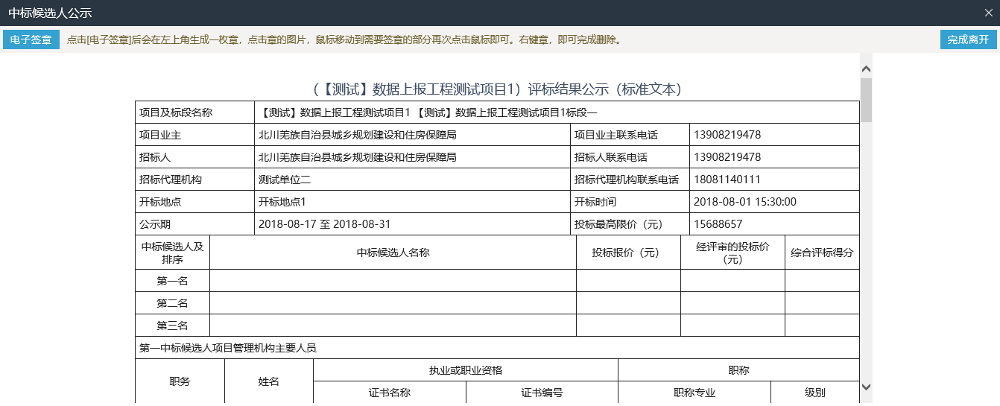 中标候选人公示
电子签章 点击[电子签章]后会在左上角生成一枚章，点击章的图片，鼠标移动到需要签章的部分再次点击鼠标即可。右键章，即可完成删除。 完成离开
（【测试】数据上报工程测试项目1）评标结果公示（标准文本）
项目及标段名称 【测试】数据上报工程测试项目1 【测试】数据上报工程测试项目1标段一
项目业主 北川羌族自治县城乡规划建设和住房保障局 项目业主联系电话 13908219478
招标人 北川羌族自治县城乡规划建设和住房保障局 招标人联系电话 13908219478
招标代理机构 测试单位二 招标代理机构联系电话 18081140111
开标地点 开标地点1 开标时间 2018-08-01 15:30:00
公示期 2018-08-17 至 2018-08-31 投标最高限价（元） 15688657
中标候选人及
排序 中标候选人名称 投标报价（元） 经评审的投标价
（元） 综合评标得分
第一名
第二名
第三名
第一中标候选人项目管理机构主要人员
职务 姓名 执业或职业资格 职称
证书名称 证书编号 职称专业 级别